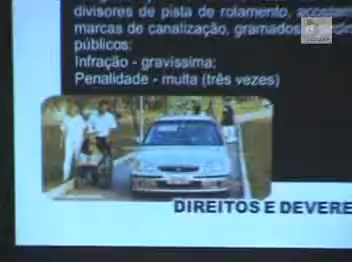 divisores de pista de rolamento, acostam
marcas de canalização, gramados
públicos:
Infração - gravíssima;
Penalidade - multa (três vezes)
DIREITOS E DEVERE